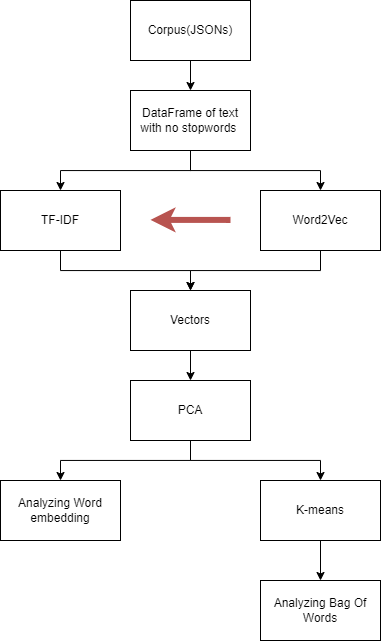 Corpus(JSONs)
DataFrame of text
with no stopwords
TF-IDF
Word2Vec
Vectors
PCA
Analyzing Word
embedding
K-means
Analyzing Bag Of
Words